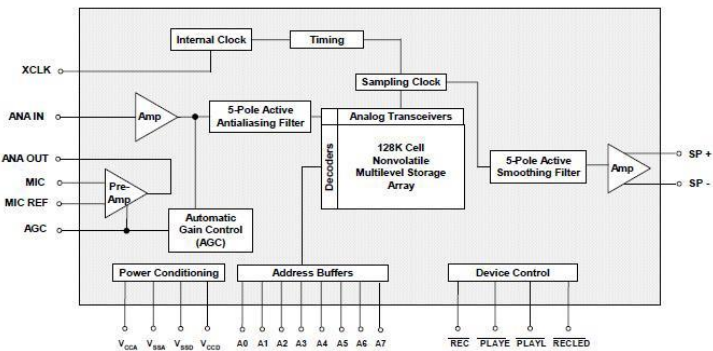 Internal Clock
Timing
XCLK
Sampling Clock
ANA IN
Amp
5-Pole Active
Antialiasing Filter
Analog Transceivers
Decoders
128K Cell
Nonvolatile
Multilevel Storage
Array
ANA OUT
MIC
MIC REF
AGC
Pre-
Amp
Automatic
Gain Control
(AGC)
5-Pole Active
Smoothing Filter
Amp
SP +
SP -
Power Conditioning
Address Buffers
Device Control
VCCA VSSA VSSD VCCD A0 A1 A2 A3 A4 A5 A6 A7 REC PLAYE PLAYL RECLED